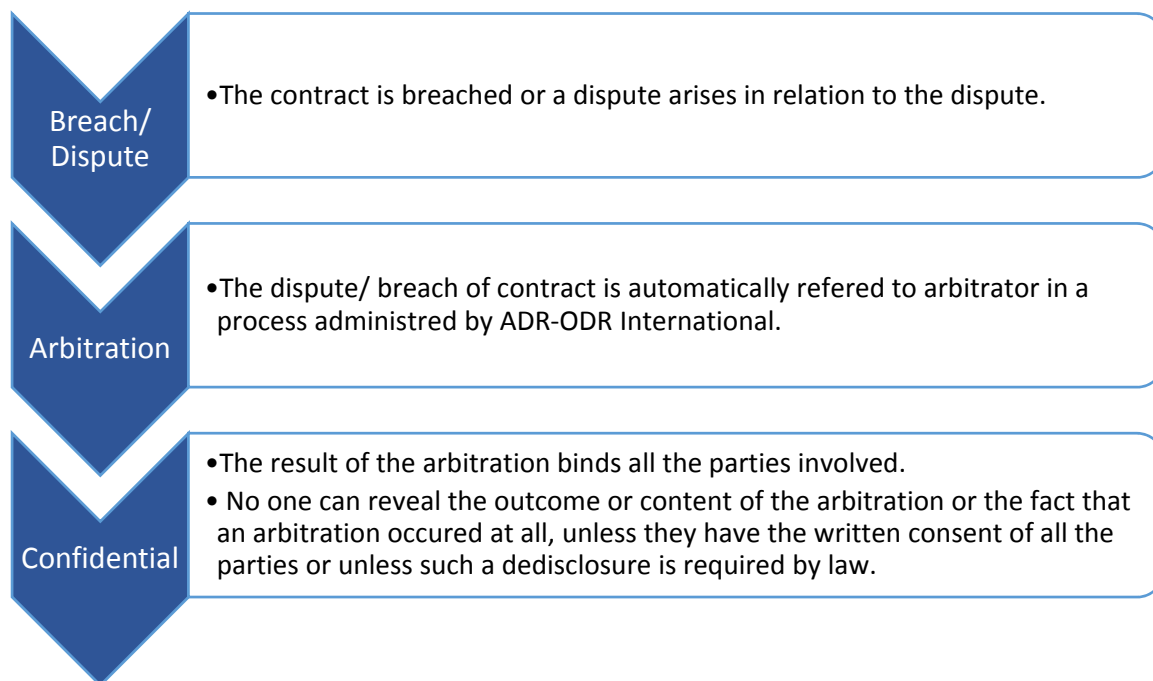 Breach/
Dispute
•The contract is breached or a dispute arises in relation to the dispute.
Arbitration
•The dispute/ breach of contract is automatically refered to arbitrator in a
process administred by ADR-ODR International.
Confidential
•The result of the arbitration binds all the parties involved.
• No one can reveal the outcome or content of the arbitration or the fact that
an arbitration occured at all, unless they have the written consent of all the
parties or unless such a dedisclosure is required by law.